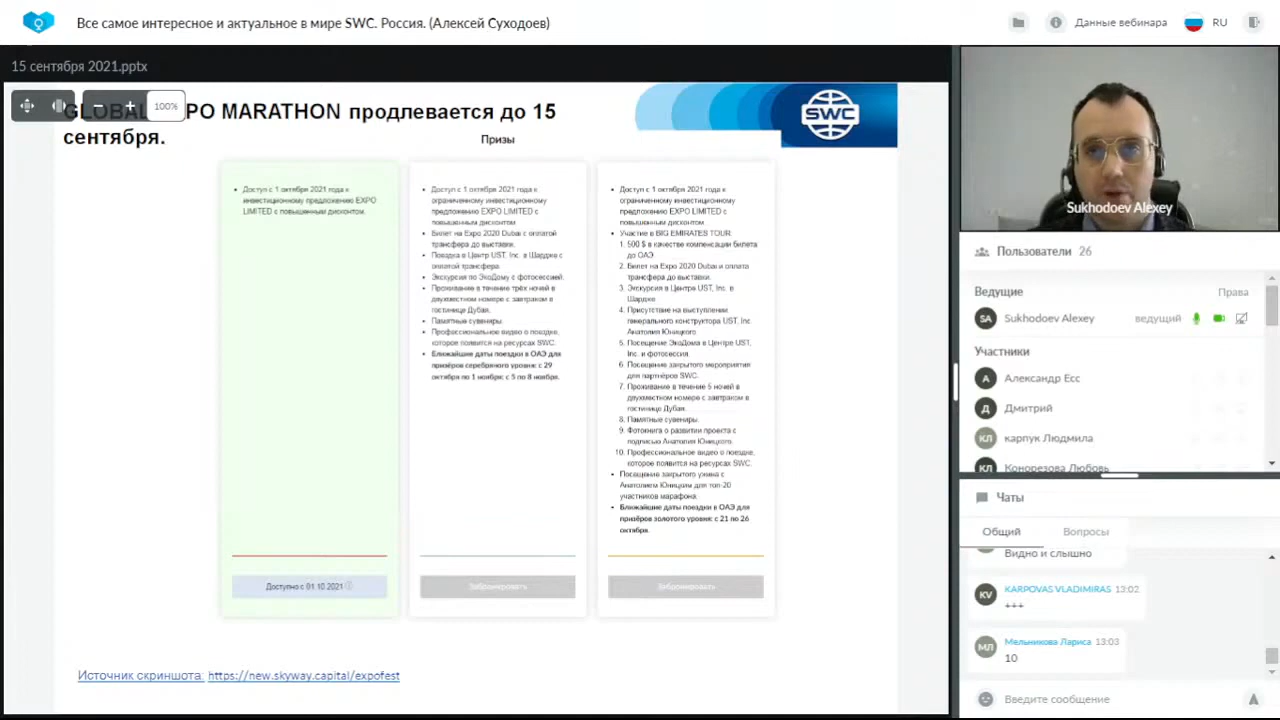 Все самое интересное и актуальное в мире SWC. Россия. (Алексей Суходоев)
Данные вебинара
RU
15 сентября 2021.pptx
100%
GLOBAL EXPO MARATHON продлевается до 15
сентября.
SWC
Призы
Доступ с 1 октября 2021 года к
инвестиционному предложению EXPO
LIMITED с повышенным дисконтом.
Доступно с 01.10.2021
Доступ с 1 октября 2021 года к
ограниченному инвестиционному
предложению EXPO LIMITED с
повышенным дисконтом
Билет на Expo 2020 Dubai с оплатой
трансфера до выставки.
Поездка в Центр UST, Inc. в Шардже с
оплатой трансфера.
Экскурсия по ЭкоДому с фотосессией.
Проживание в течение трёх ночей в
двухместном номере с завтраком в
гостинице Дубая.
Памятные сувениры.
Профессиональное видео о поездке,
которое появится на ресурсах SWC.
Ближайшие даты поездки в ОАЭ для
призёров серебряного уровня: с 29
октября по 1 ноября; с 5 по 8 ноября.
Забронировать
Доступ с 1 октября 2021 года к
ограниченному инвестиционному
предложению EXPO LIMITED с
повышенным дисконтом
Участие в BIG EMIRATES TOUR:
1. 500 $ в качестве компенсации билета
до ОАЭ
2. Билет на Expo 2020 Dubai и оплата
трансфера до выставки.
3. Экскурсия в Центре UST, Inc. в
Шардже
4. Присутствие на выступлении
генерального конструктора UST, Inc
Анатолия Юницкого.
5. Посещение ЭкоДома в Центре UST,
Inc. и фотосессия.
6. Посещение закрытого мероприятия
для партнёров SWC.
7. Проживание в течение 5 ночей в
двухместном номере с завтраком в
гостинице Дубая.
8. Памятные сувениры.
9. Фотокнига о развитии проекта с
подписью Анатолия Юницкого.
10. Профессиональное видео о поездке,
которое появится на ресурсах SWC.
Посещение закрытого ужина с
Анатолием Юницким для топ-20
участников марафона.
Ближайшие даты поездки в ОАЭ для
призёров золотого уровня: с 21 по 26
октября.
Забронировать
Источник скриншота: https://new.skyway.capital/expofest
Sukhodoev Alexey
Пользователи 26
Ведущие
Права
SA Sukhodoev Alexey ведущий
Участники
А Александр Есс
Д Дмитрий
КЛ карпук Людмила
КЛ Конорезова Любовь
Чаты
Общий
Вопросы
Видно и слышно
KV KARPOVAS VLADIMIRAS 13:02
+++
МЛ Мельникова Лариса 13:03
10
Введите сообщение